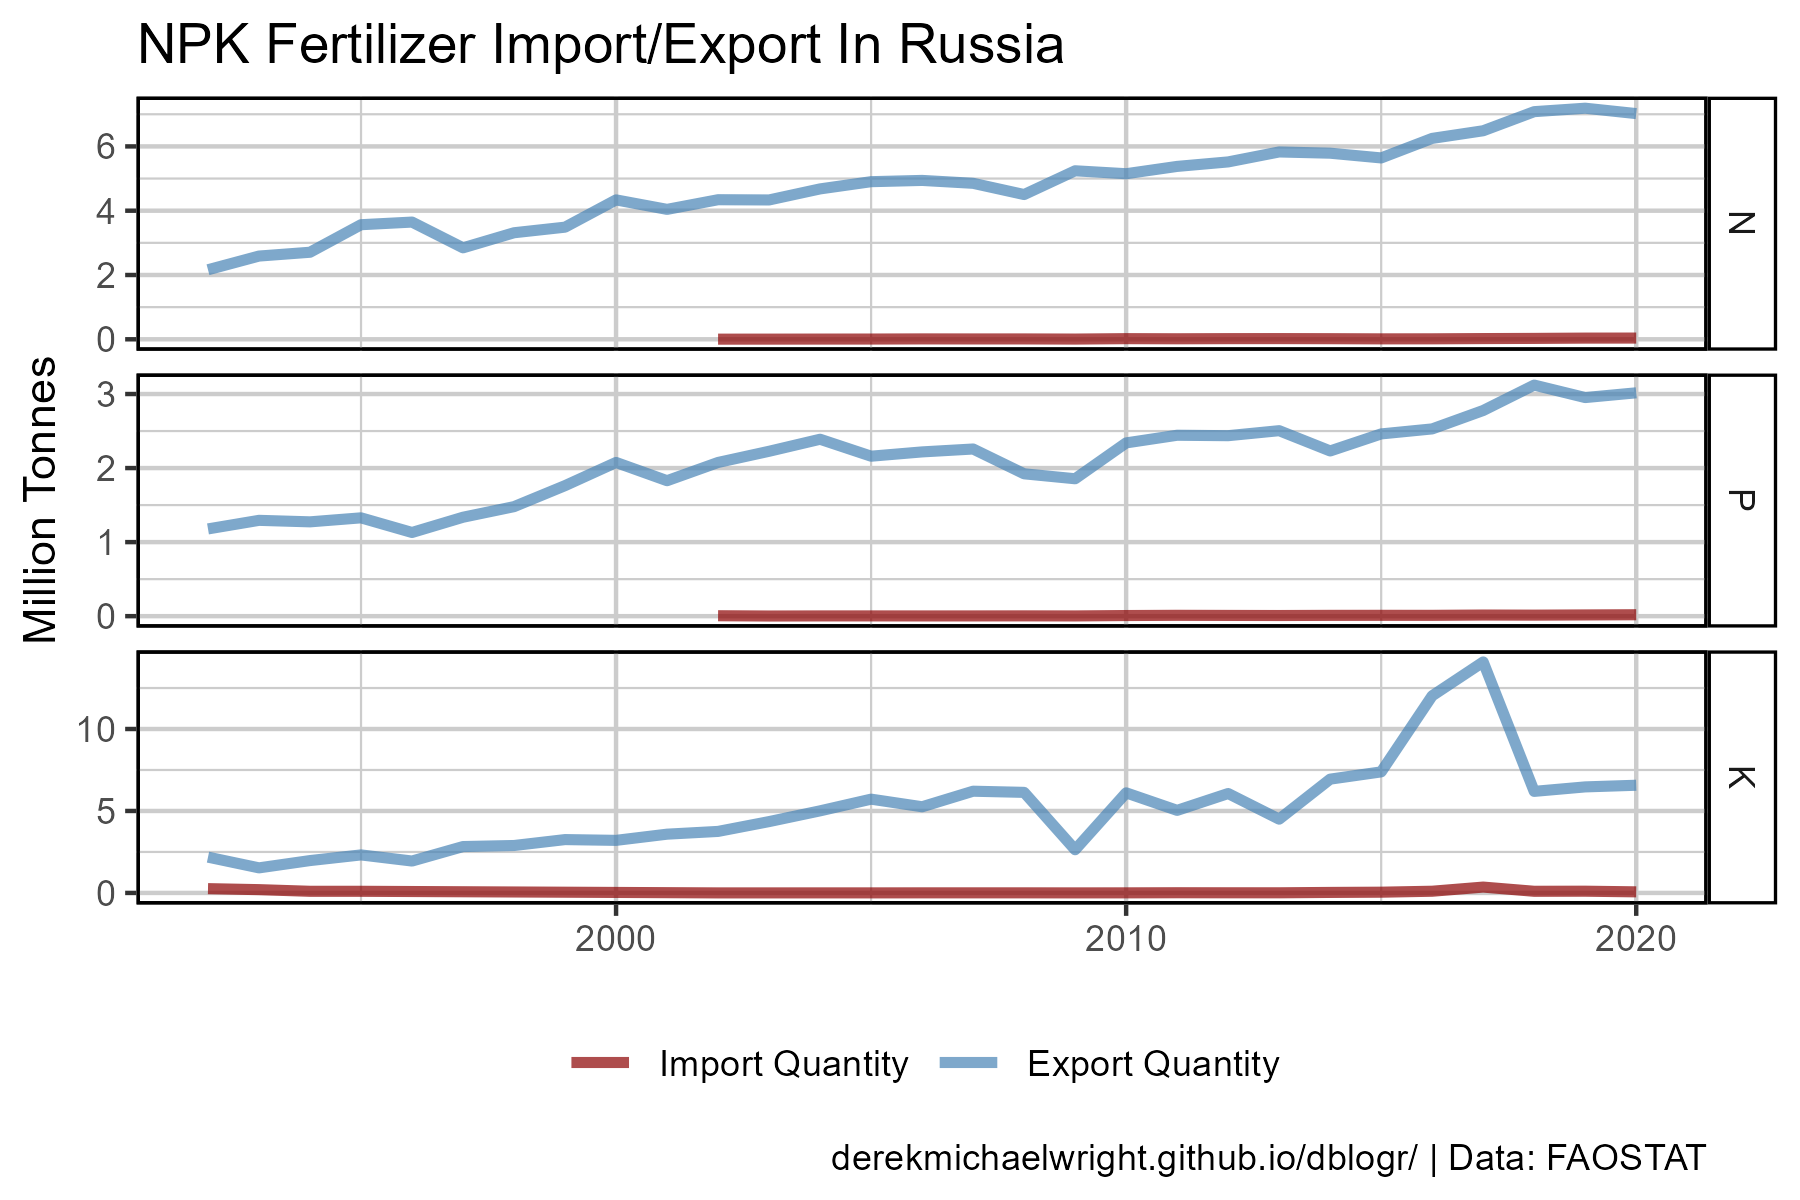 NPK Fertilizer Import/Export In Russia
Million Tonnes
6
4
2
0
N
3
2
1
0
P
10
5
0
K
2000 2010 2020
Import Quantity Export Quantity
derekmichaelwright.github.io/dblogr/ | Data: FAOSTAT